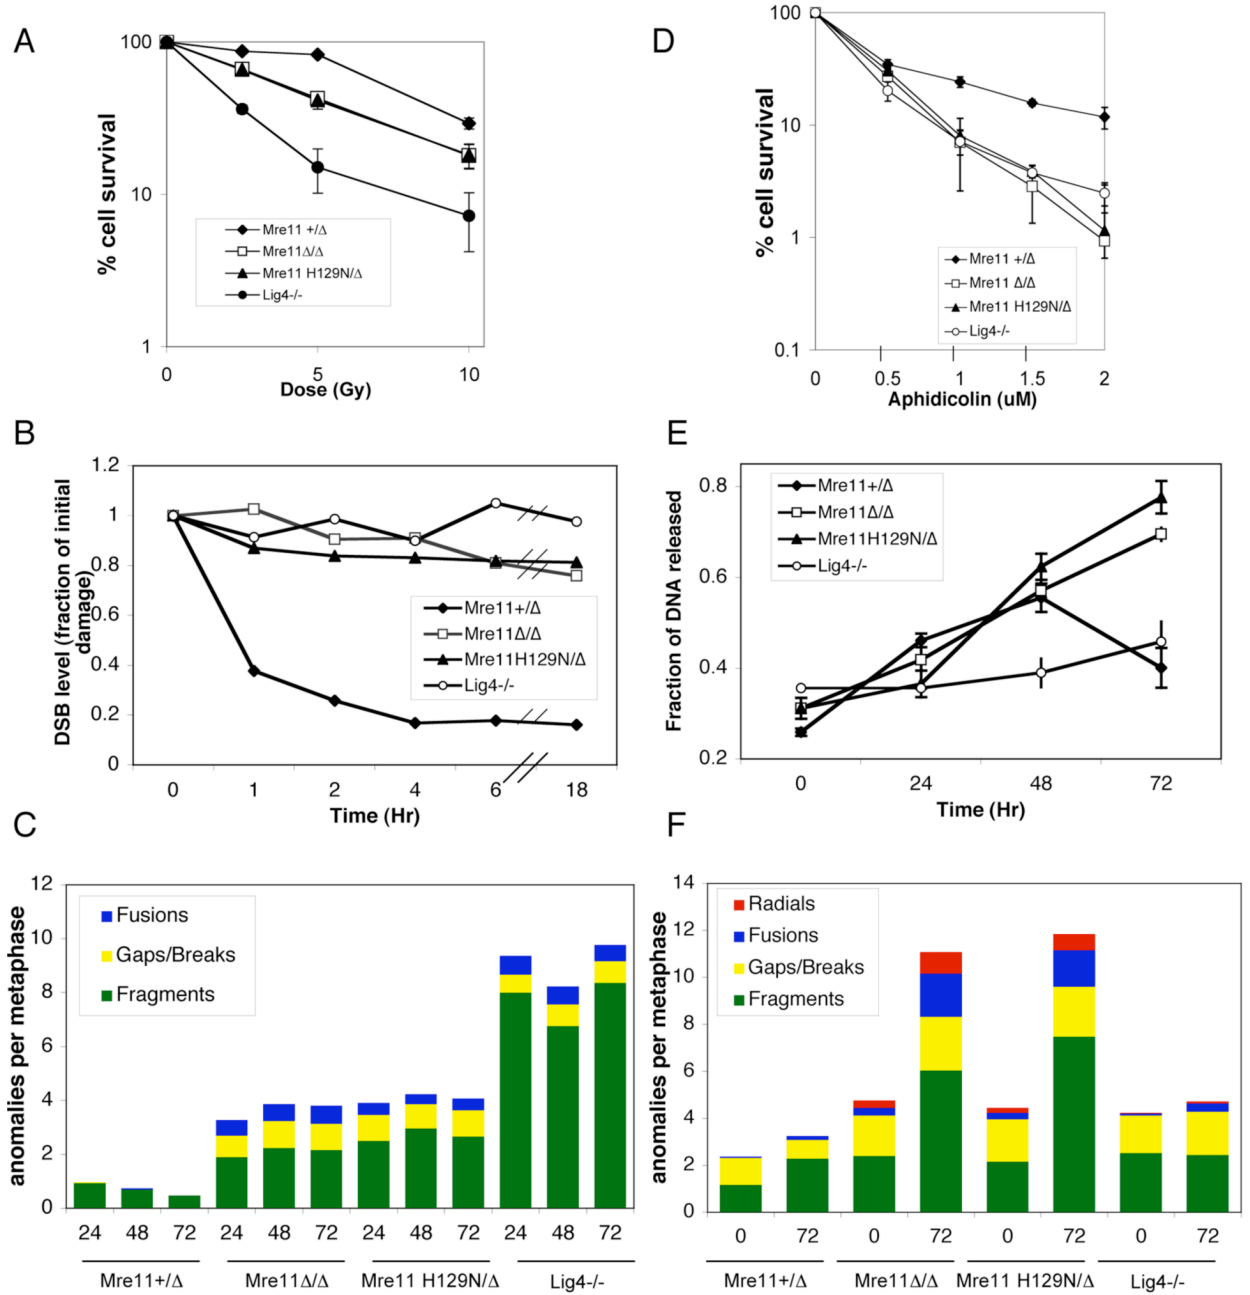 A
% cell survival
100
10
1
Mre11 +/Δ
Mre11Δ/Δ
Mre11 H129N/Δ
Lig4-/-
0 5 10
Dose (Gy)
D
% cell survival
100
10
1
0.1
Mre11 +/Δ
Mre11 Δ/Δ
Mre11 H129N/Δ
Lig4-/-
0 0.5 1 1.5 2
Aphidicolin (uM)
B
DSB level (fraction of initial
damage)
1.2
1
0.8
0.6
0.4
0.2
0
Mre11+/Δ
Mre11Δ/Δ
Mre11H129N/Δ
Lig4-/-
0 1 2 4 6 18
Time (Hr)
E
Fraction of DNA released
0.8
0.6
0.4
0.2
Mre11+/Δ
Mre11Δ/Δ
Mre11H129N/Δ
Lig4-/-
0 24 48 72
Time (Hr)
C
anomalies per metaphase
12
10
8
6
4
2
0
Fusions
Gaps/Breaks
Fragments
24 48 72 24 48 72 24 48 72 24 48 72
Mre11+/Δ Mre11Δ/Δ Mre11 H129N/Δ Lig4-/-
F
anomalies per metaphase
14
12
10
8
6
4
2
0
Radials
Fusions
Gaps/Breaks
Fragments
0 72 0 72 0 72 0 72
Mre11+/Δ Mre11Δ/Δ Mre11 H129N/Δ Lig4-/-